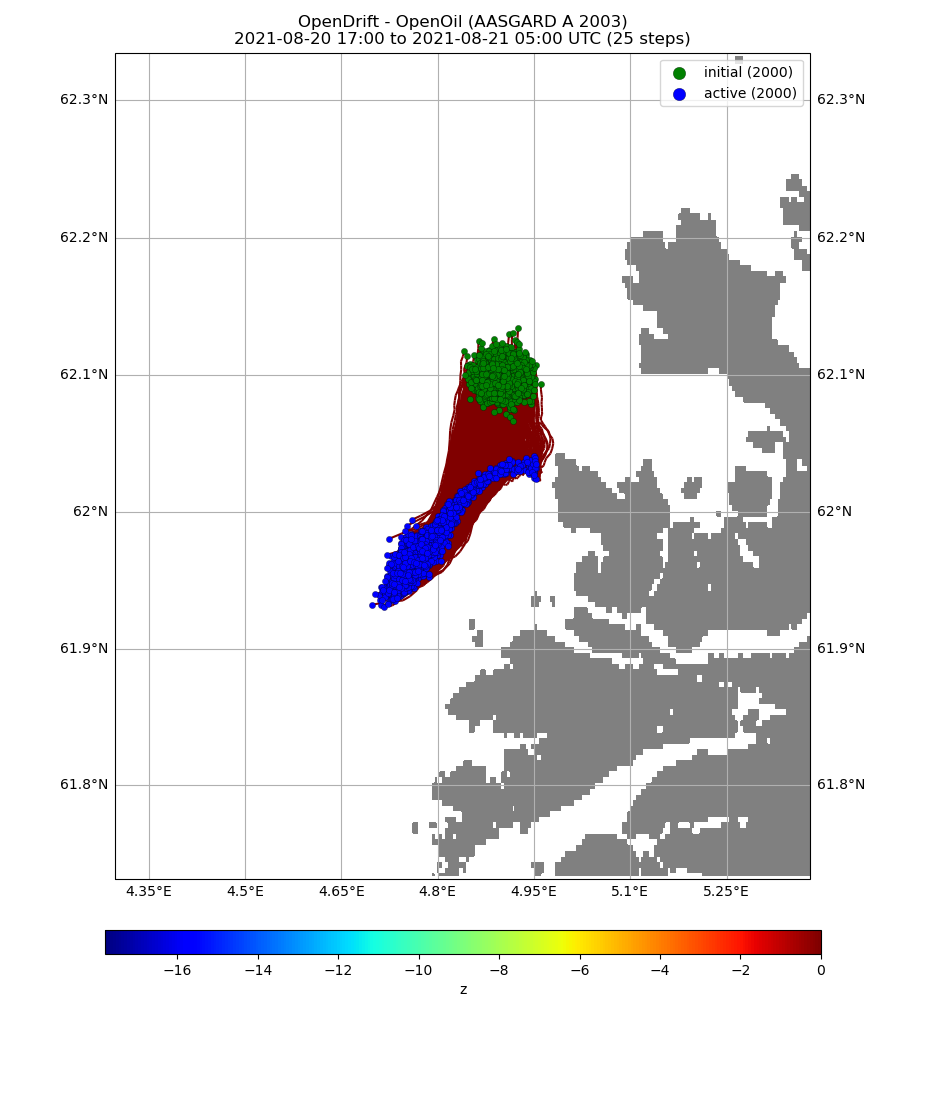 OpenDrift - OpenOil (AASGARD A 2003)
2021-08-20 17:00 to 2021-08-21 05:00 UTC (25 steps)
initial (2000)
active (2000)
62.3°N 62.3°N
62.2°N 62.2°N
62.1°N 62.1°N
62°N 62°N
61.9°N 61.9°N
61.8°N 61.8°N
4.35°E 4.5°E 4.65°E 4.8°E 4.95°E 5.1°E 5.25°E
−16 −14 −12 −10 −8 −6 −4 −2 0
z